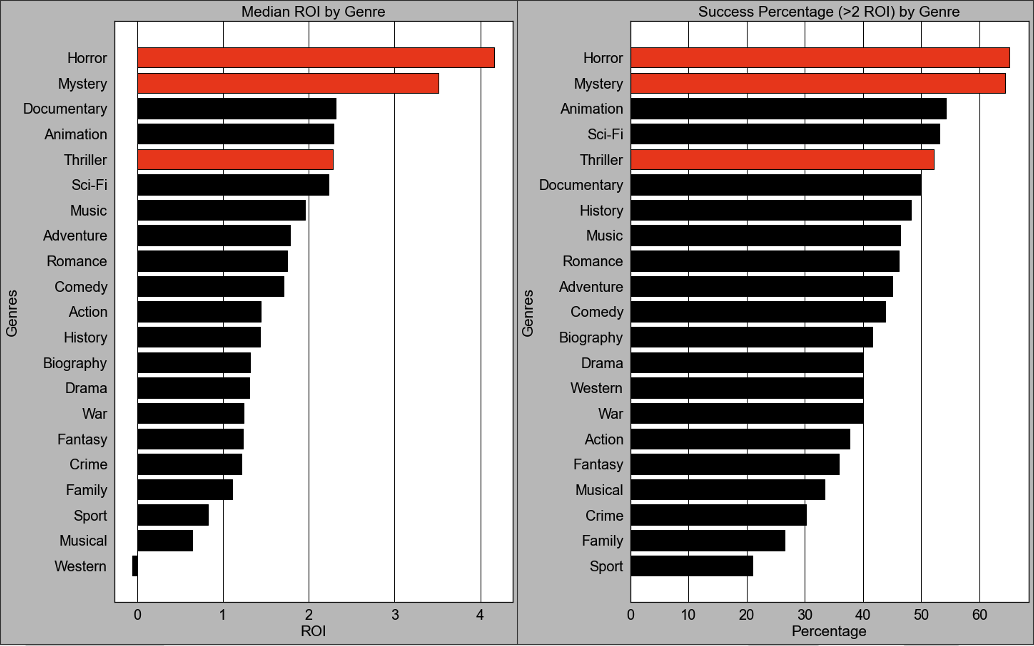 Median ROI by Genre
Horror
Mystery
Documentary
Animation
Thriller
Sci-Fi
Music
Adventure
Romance
Comedy
Action
History
Biography
Drama
War
Fantasy
Crime
Family
Sport
Musical
Western
Genres
0 1 2 3 4
ROI
Success Percentage (>2 ROI) by Genre
Horror
Mystery
Animation
Sci-Fi
Thriller
Documentary
History
Music
Romance
Adventure
Comedy
Biography
Drama
Western
War
Action
Fantasy
Musical
Crime
Family
Sport
Genres
0 10 20 30 40 50 60
Percentage